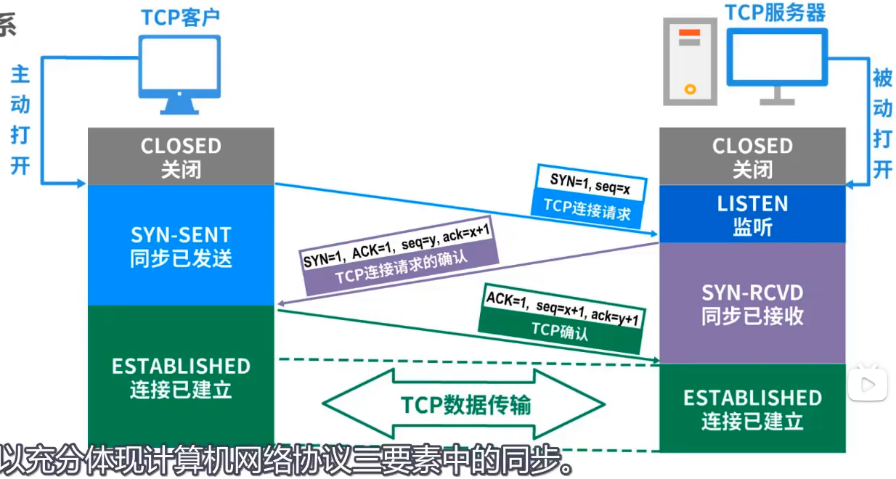 系
TCP客户
TCP服务器
主动打开
被动打开
CLOSED
关闭
CLOSED
关闭
SYN=1, seq=x
TCP连接请求
LISTEN
监听
SYN-SENT
同步已发送
SYN=1, ACK=1, seq=y, ack=x+1
TCP连接请求的确认
SYN-RCVD
同步已接收
ACK=1, seq=x+1, ack=y+1
TCP确认
ESTABLISHED
连接已建立
TCP数据传输
ESTABLISHED
连接已建立
以充分体现计算机网络协议三要素中的同步。